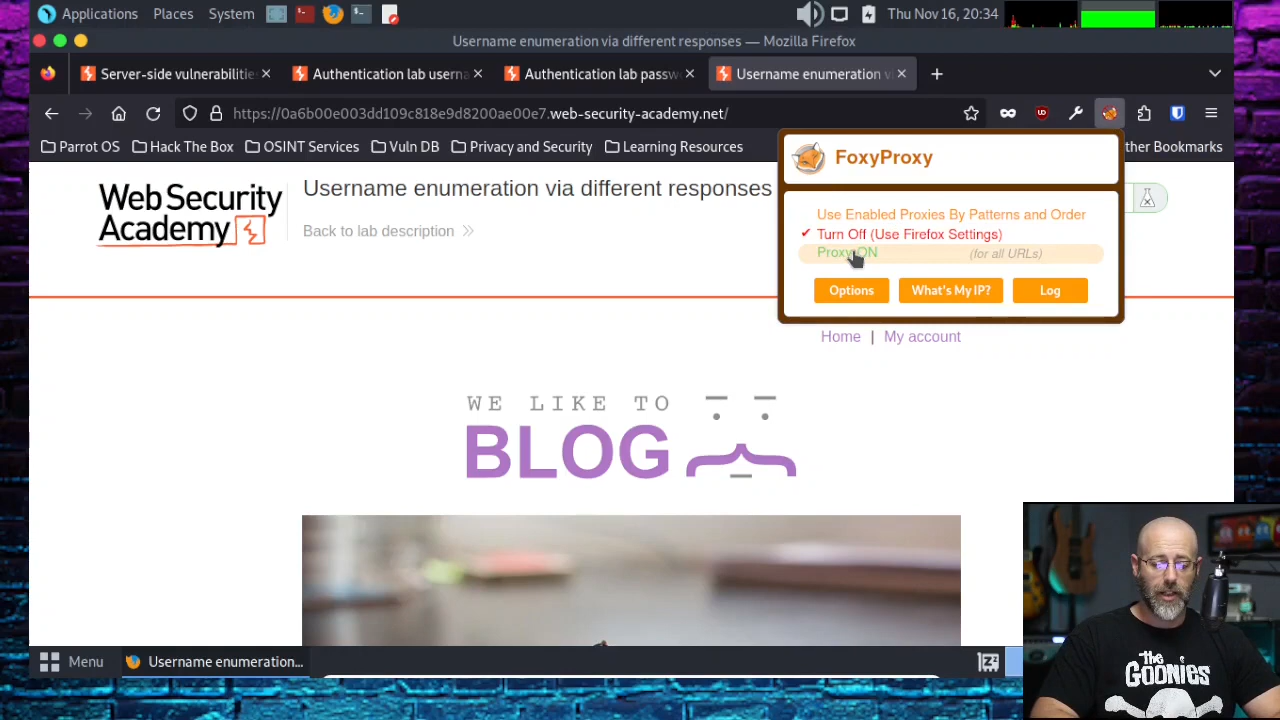 Applications Places System Thu Nov 16, 20:34
Username enumeration via different responses — Mozilla Firefox
Server-side vulnerabilitie Authentication lab userna Authentication lab passw Username enumeration v
https://0a6b00e003dd109c818e9d8200ae00e7.web-security-academy.net/
Parrot OS Hack The Box OSINT Services Vuln DB Privacy and Security Learning Resources ther Bookmarks
FoxyProxy
Use Enabled Proxies By Patterns and Order
✔ Turn Off (Use Firefox Settings)
Proxy ON (for all URLs)
Options What's My IP? Log
Web Security
Academy
Username enumeration via different responses
Back to lab description
Home | My account
WE LIKE TO
BLOG
Menu Username enumeration...
the
GOONIES